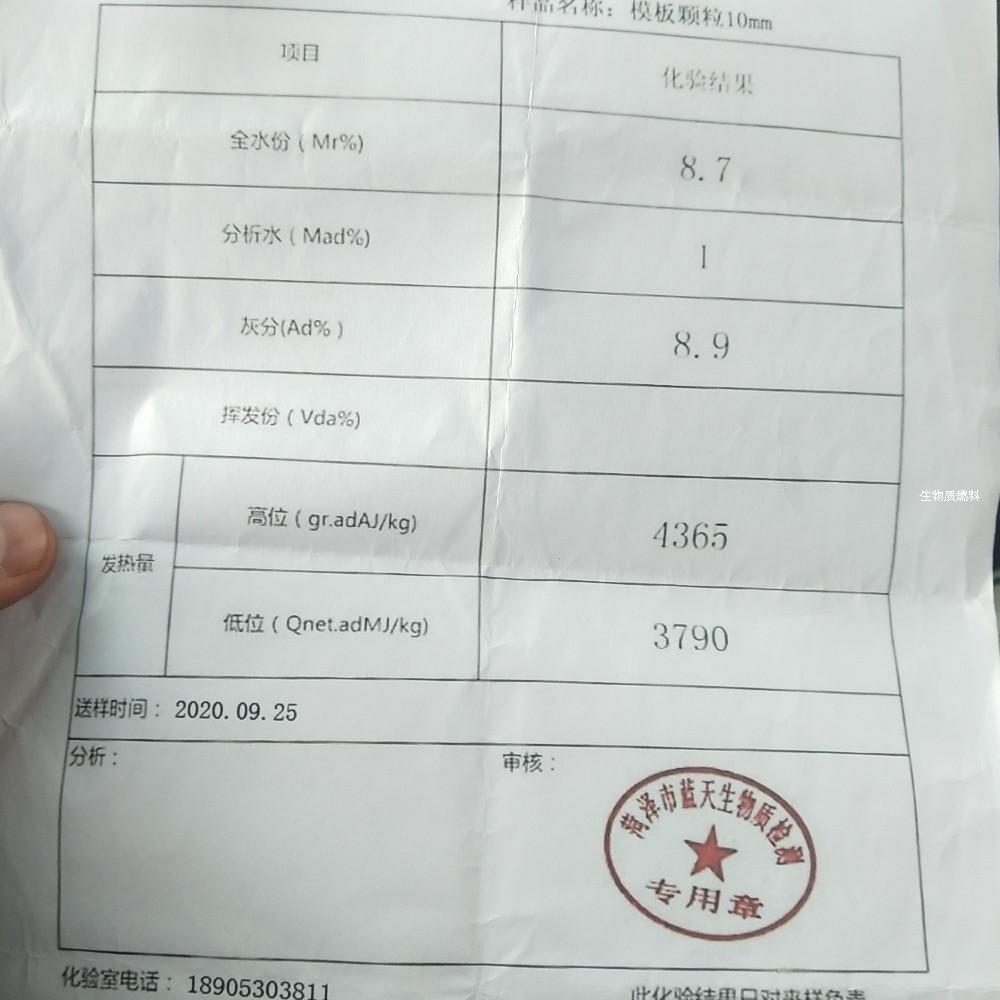 样品名称：模板颗粒10mm
项目
化验结果
全水份（Mr%)
8.7
分析水（Mad%)
1
灰分(Ad%）
8.9
挥发份（Vda%)
发热量
高位（gr.adAJ/kg)
4365
低位（Qnet.adMJ/kg)
3790
送样时间：2020.09.25
分析：
审核：
菏泽市蓝天生物质检测
专用章
化验室电话：18905303811
此化验结果只对来样负责
生物质燃料